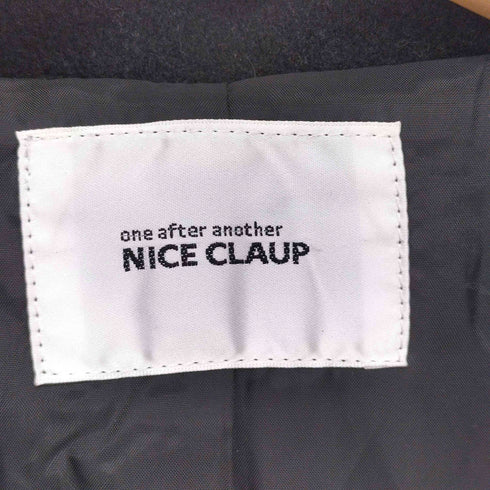 one after another
NICE CLAUP